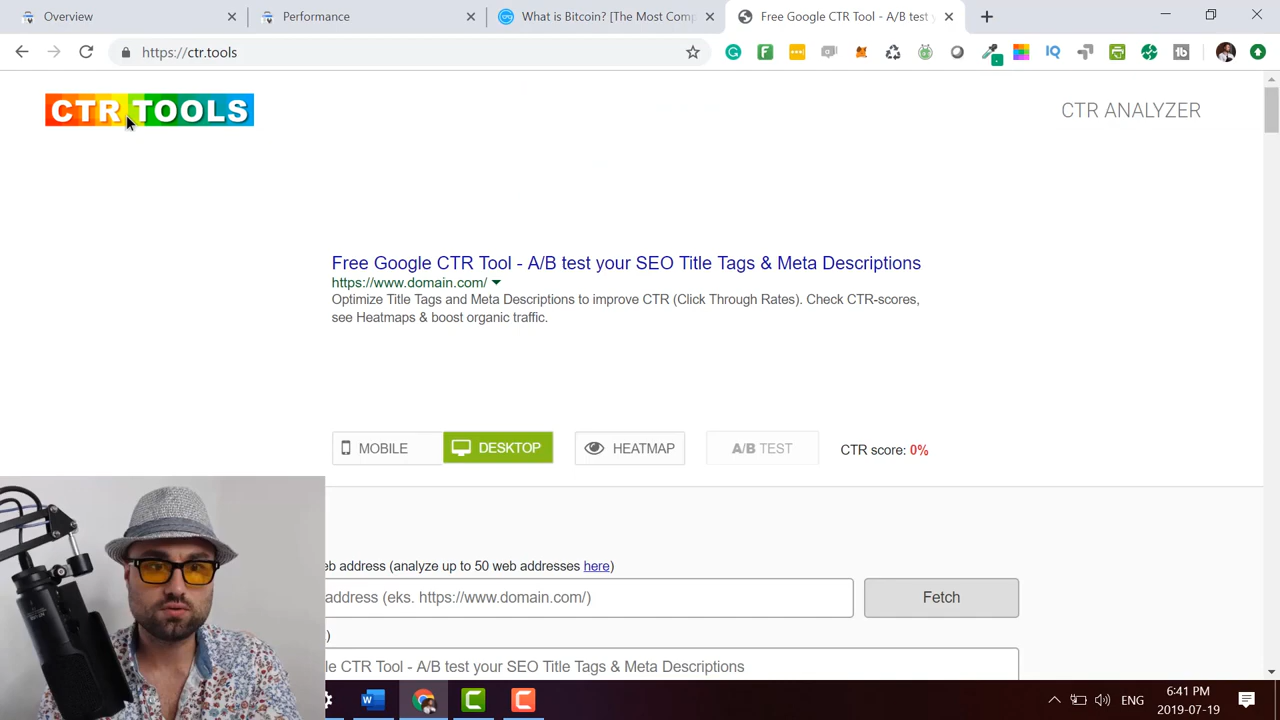 Overview
Performance
What is Bitcoin? [The Most Comp
Free Google CTR Tool - A/B test y
https://ctr.tools
CTR TOOLS
CTR ANALYZER
Free Google CTR Tool - A/B test your SEO Title Tags & Meta Descriptions
https://www.domain.com/
Optimize Title Tags and Meta Descriptions to improve CTR (Click Through Rates). Check CTR-scores,
see Heatmaps & boost organic traffic.
MOBILE
DESKTOP
HEATMAP
A/B TEST
CTR score: 0%
eb address (analyze up to 50 web addresses here)
address (eks. https://www.domain.com/)
Fetch
)
le CTR Tool - A/B test your SEO Title Tags & Meta Descriptions
ENG
6:41 PM
2019-07-19